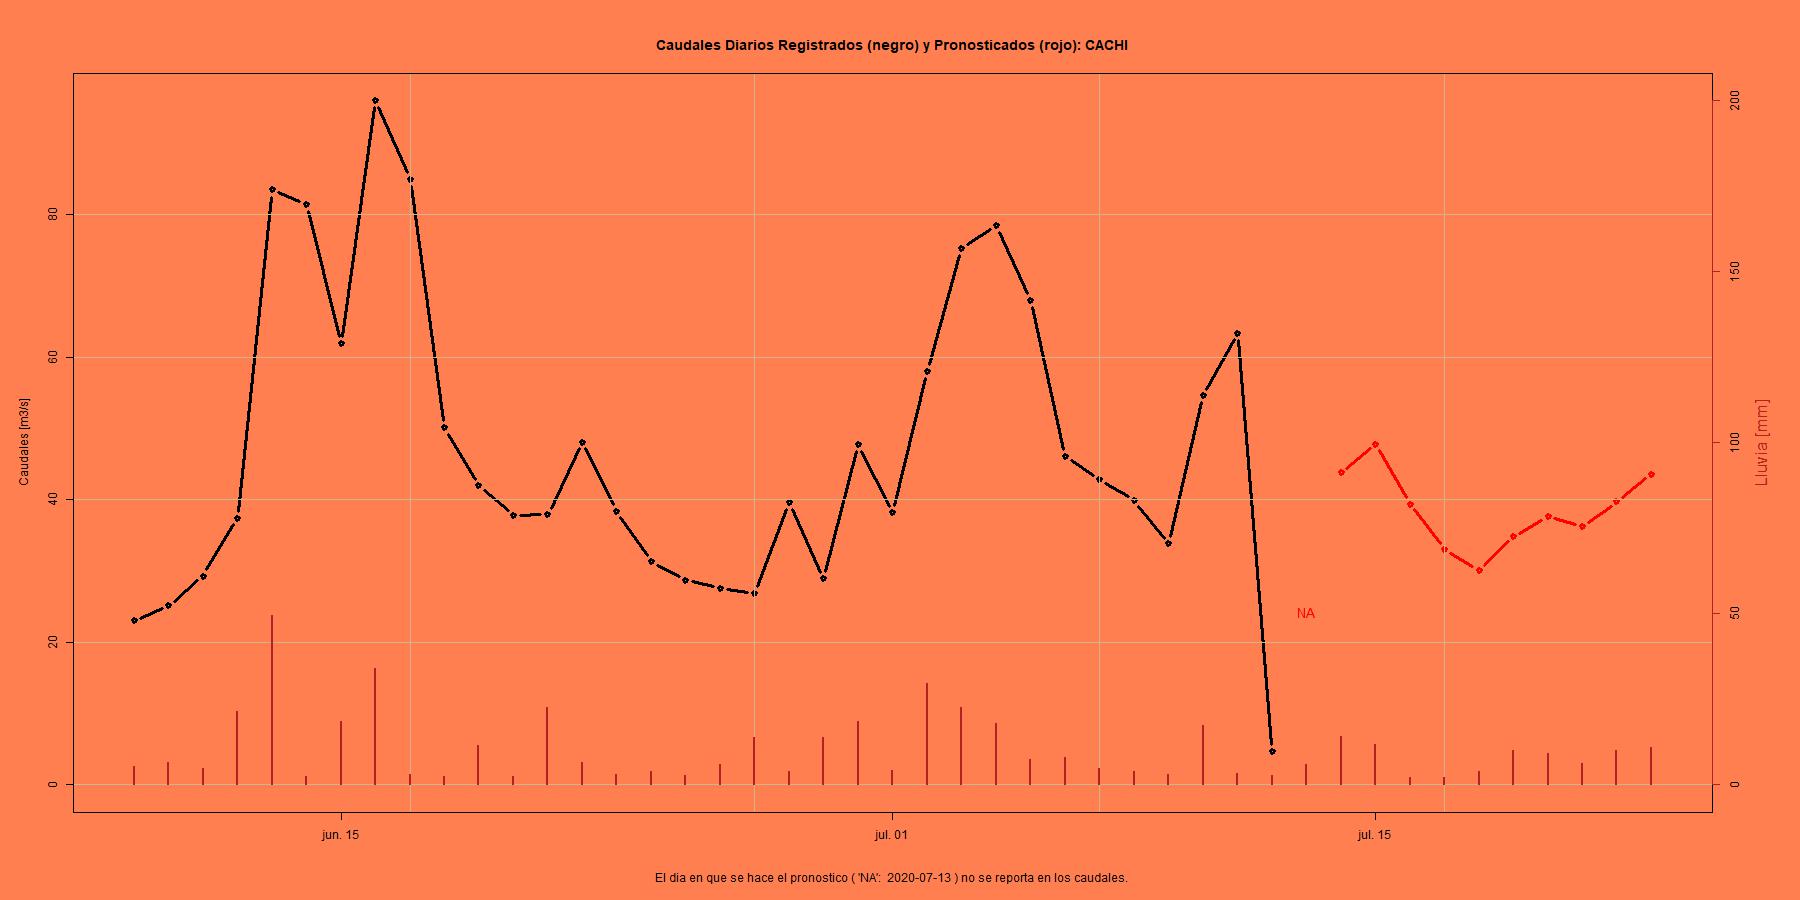 Caudales Diarios Registrados (negro) y Pronosticados (rojo): CACHI
Caudales [m3/s]
80
60
40
20
0
200
150
100
50
0
Lluvia [mm]
NA
jun. 15
jul. 01
jul. 15
El dia en que se hace el pronostico ( 'NA':  2020-07-13 ) no se reporta en los caudales.